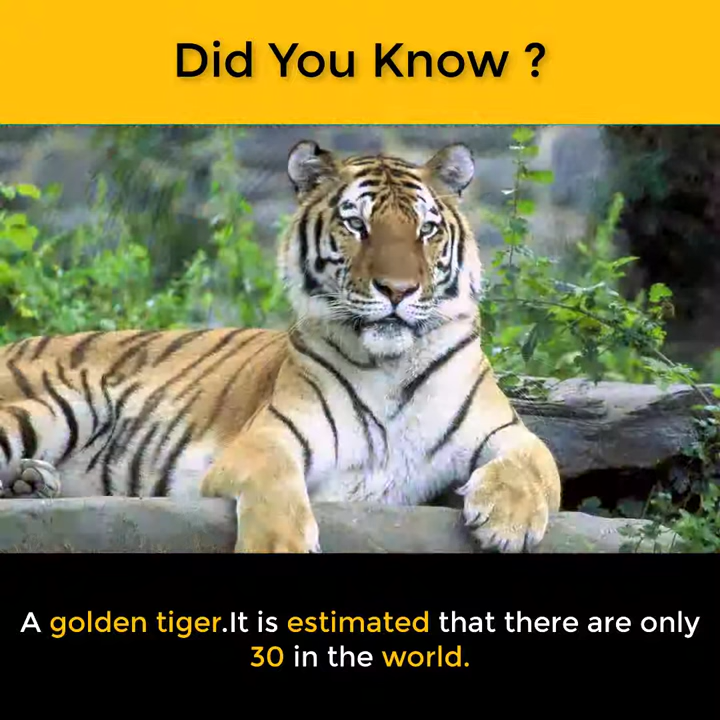 Did You Know ?
A golden tiger.It is estimated that there are only
30 in the world.